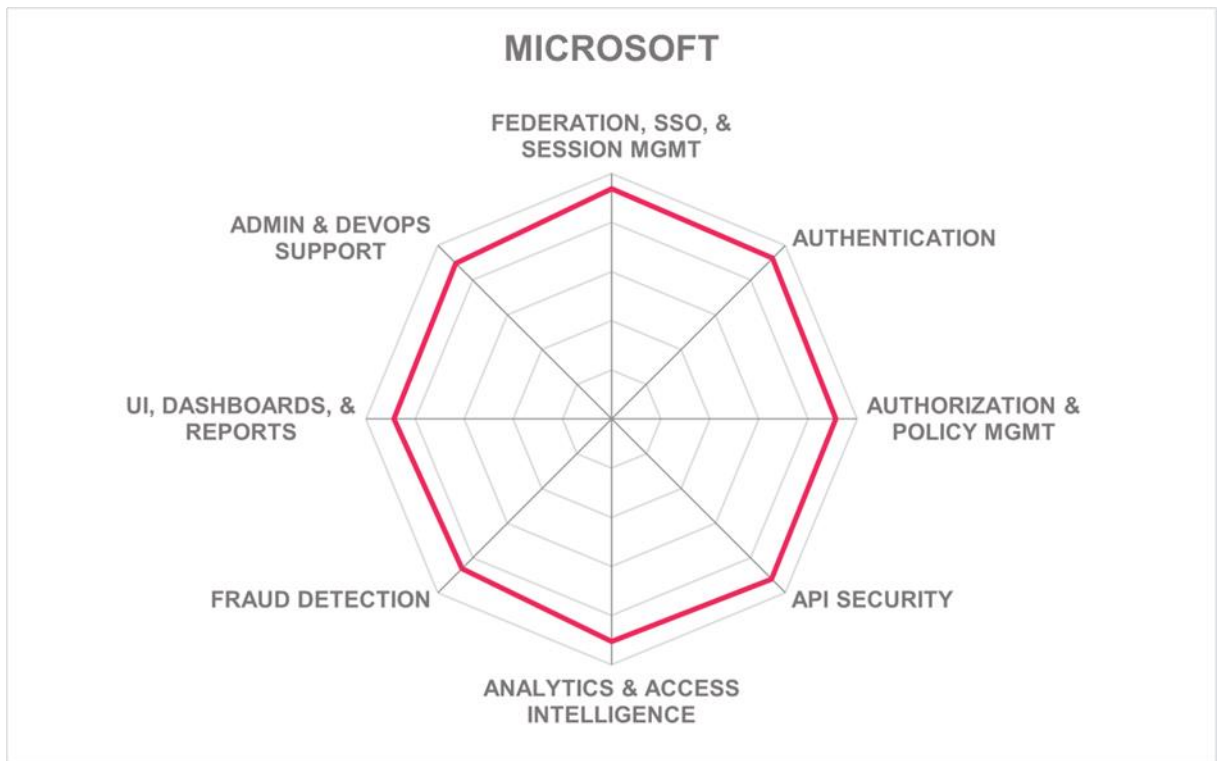 MICROSOFT
FEDERATION, SSO, &
SESSION MGMT
ADMIN & DEVOPS
SUPPORT
AUTHENTICATION
UI, DASHBOARDS, &
REPORTS
AUTHORIZATION &
POLICY MGMT
FRAUD DETECTION
API SECURITY
ANALYTICS & ACCESS
INTELLIGENCE